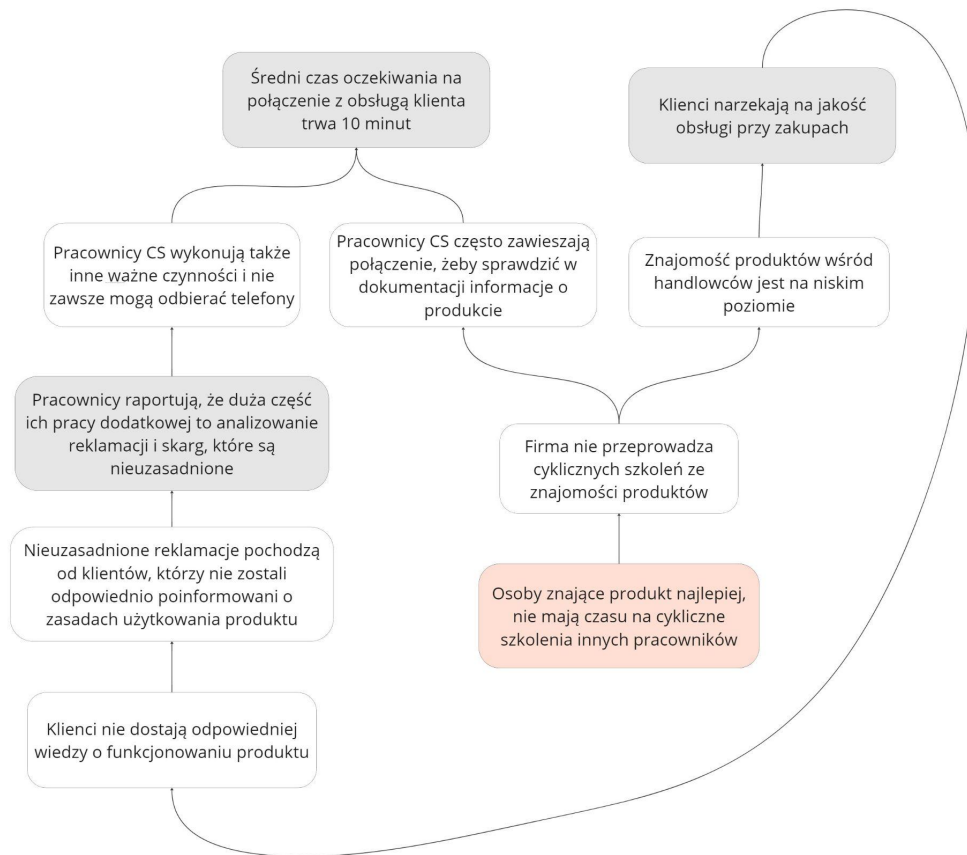 Średni czas oczekiwania na
połączenie z obsługą klienta
trwa 10 minut
Klienci narzekają na jakość
obsługi przy zakupach
Pracownicy CS wykonują także
inne ważne czynności i nie
zawsze mogą odbierać telefony
Pracownicy CS często zawieszają
połączenie, żeby sprawdzić w
dokumentacji informacje o
produkcie
Znajomość produktów wśród
handlowców jest na niskim
poziomie
Pracownicy raportują, że duża część
ich pracy dodatkowej to analizowanie
reklamacji i skarg, które są
nieuzasadnione
Firma nie przeprowadza
cyklicznych szkoleń ze
znajomości produktów
Nieuzasadnione reklamacje pochodzą
od klientów, którzy nie zostali
odpowiednio poinformowani o
zasadach użytkowania produktu
Osoby znające produkt najlepiej,
nie mają czasu na cykliczne
szkolenia innych pracowników
Klienci nie dostają odpowiedniej
wiedzy o funkcjonowaniu produktu